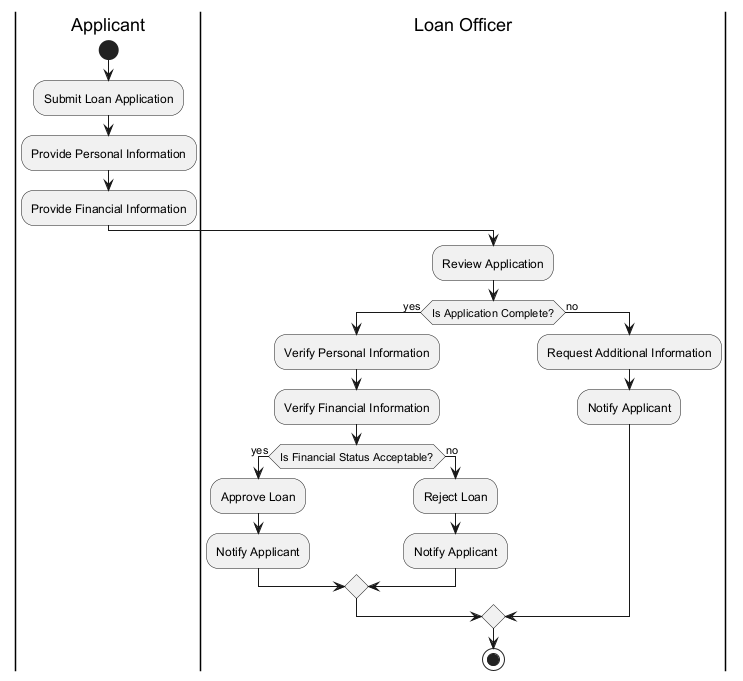 Applicant
Loan Officer
Submit Loan Application
Provide Personal Information
Provide Financial Information
Review Application
yes
Is Application Complete?
no
Verify Personal Information
Request Additional Information
Verify Financial Information
Notify Applicant
yes
Is Financial Status Acceptable?
no
Approve Loan
Reject Loan
Notify Applicant
Notify Applicant